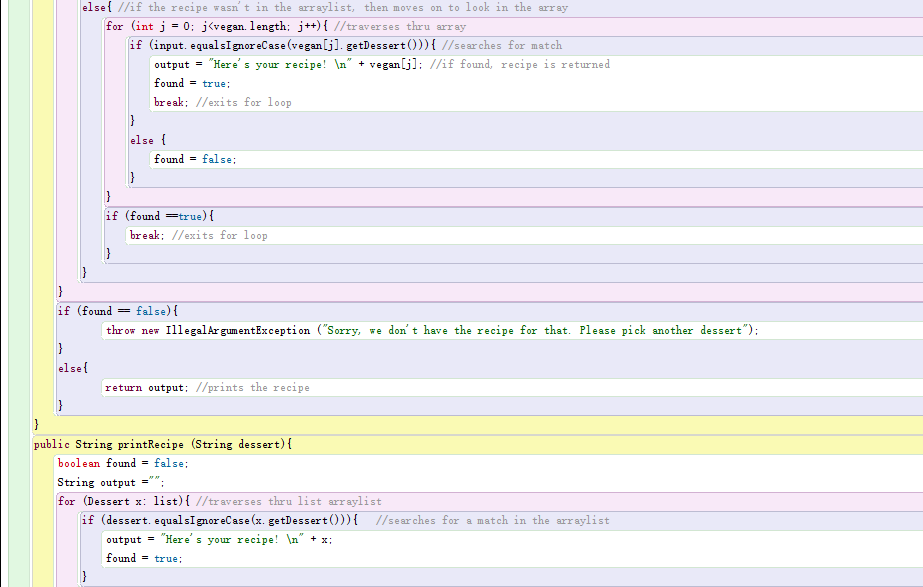 else{ //if the recipe wasn't in the arraylist, then moves on to look in the array
for (int j = 0; j<vegan.length; j++){ //traverses thru array
if (input.equalsIgnoreCase(vegan[j].getDessert())){ //searches for match
output = "Here's your recipe! \n" + vegan[j]; //if found, recipe is returned
found = true;
break; //exits for loop
}
else {
found = false;
}
}
if (found ==true){
break; //exits for loop
}
}
}
if (found == false){
throw new IllegalArgumentException ("Sorry, we don't have the recipe for that. Please pick another dessert");
}
else{
return output; //prints the recipe
}
}
public String printRecipe (String dessert){
boolean found = false;
String output ="";
for (Dessert x: list){ //traverses thru list arraylist
if (dessert.equalsIgnoreCase(x.getDessert())){ //searches for a match in the arraylist
output = "Here's your recipe! \n" + x;
found = true;
}